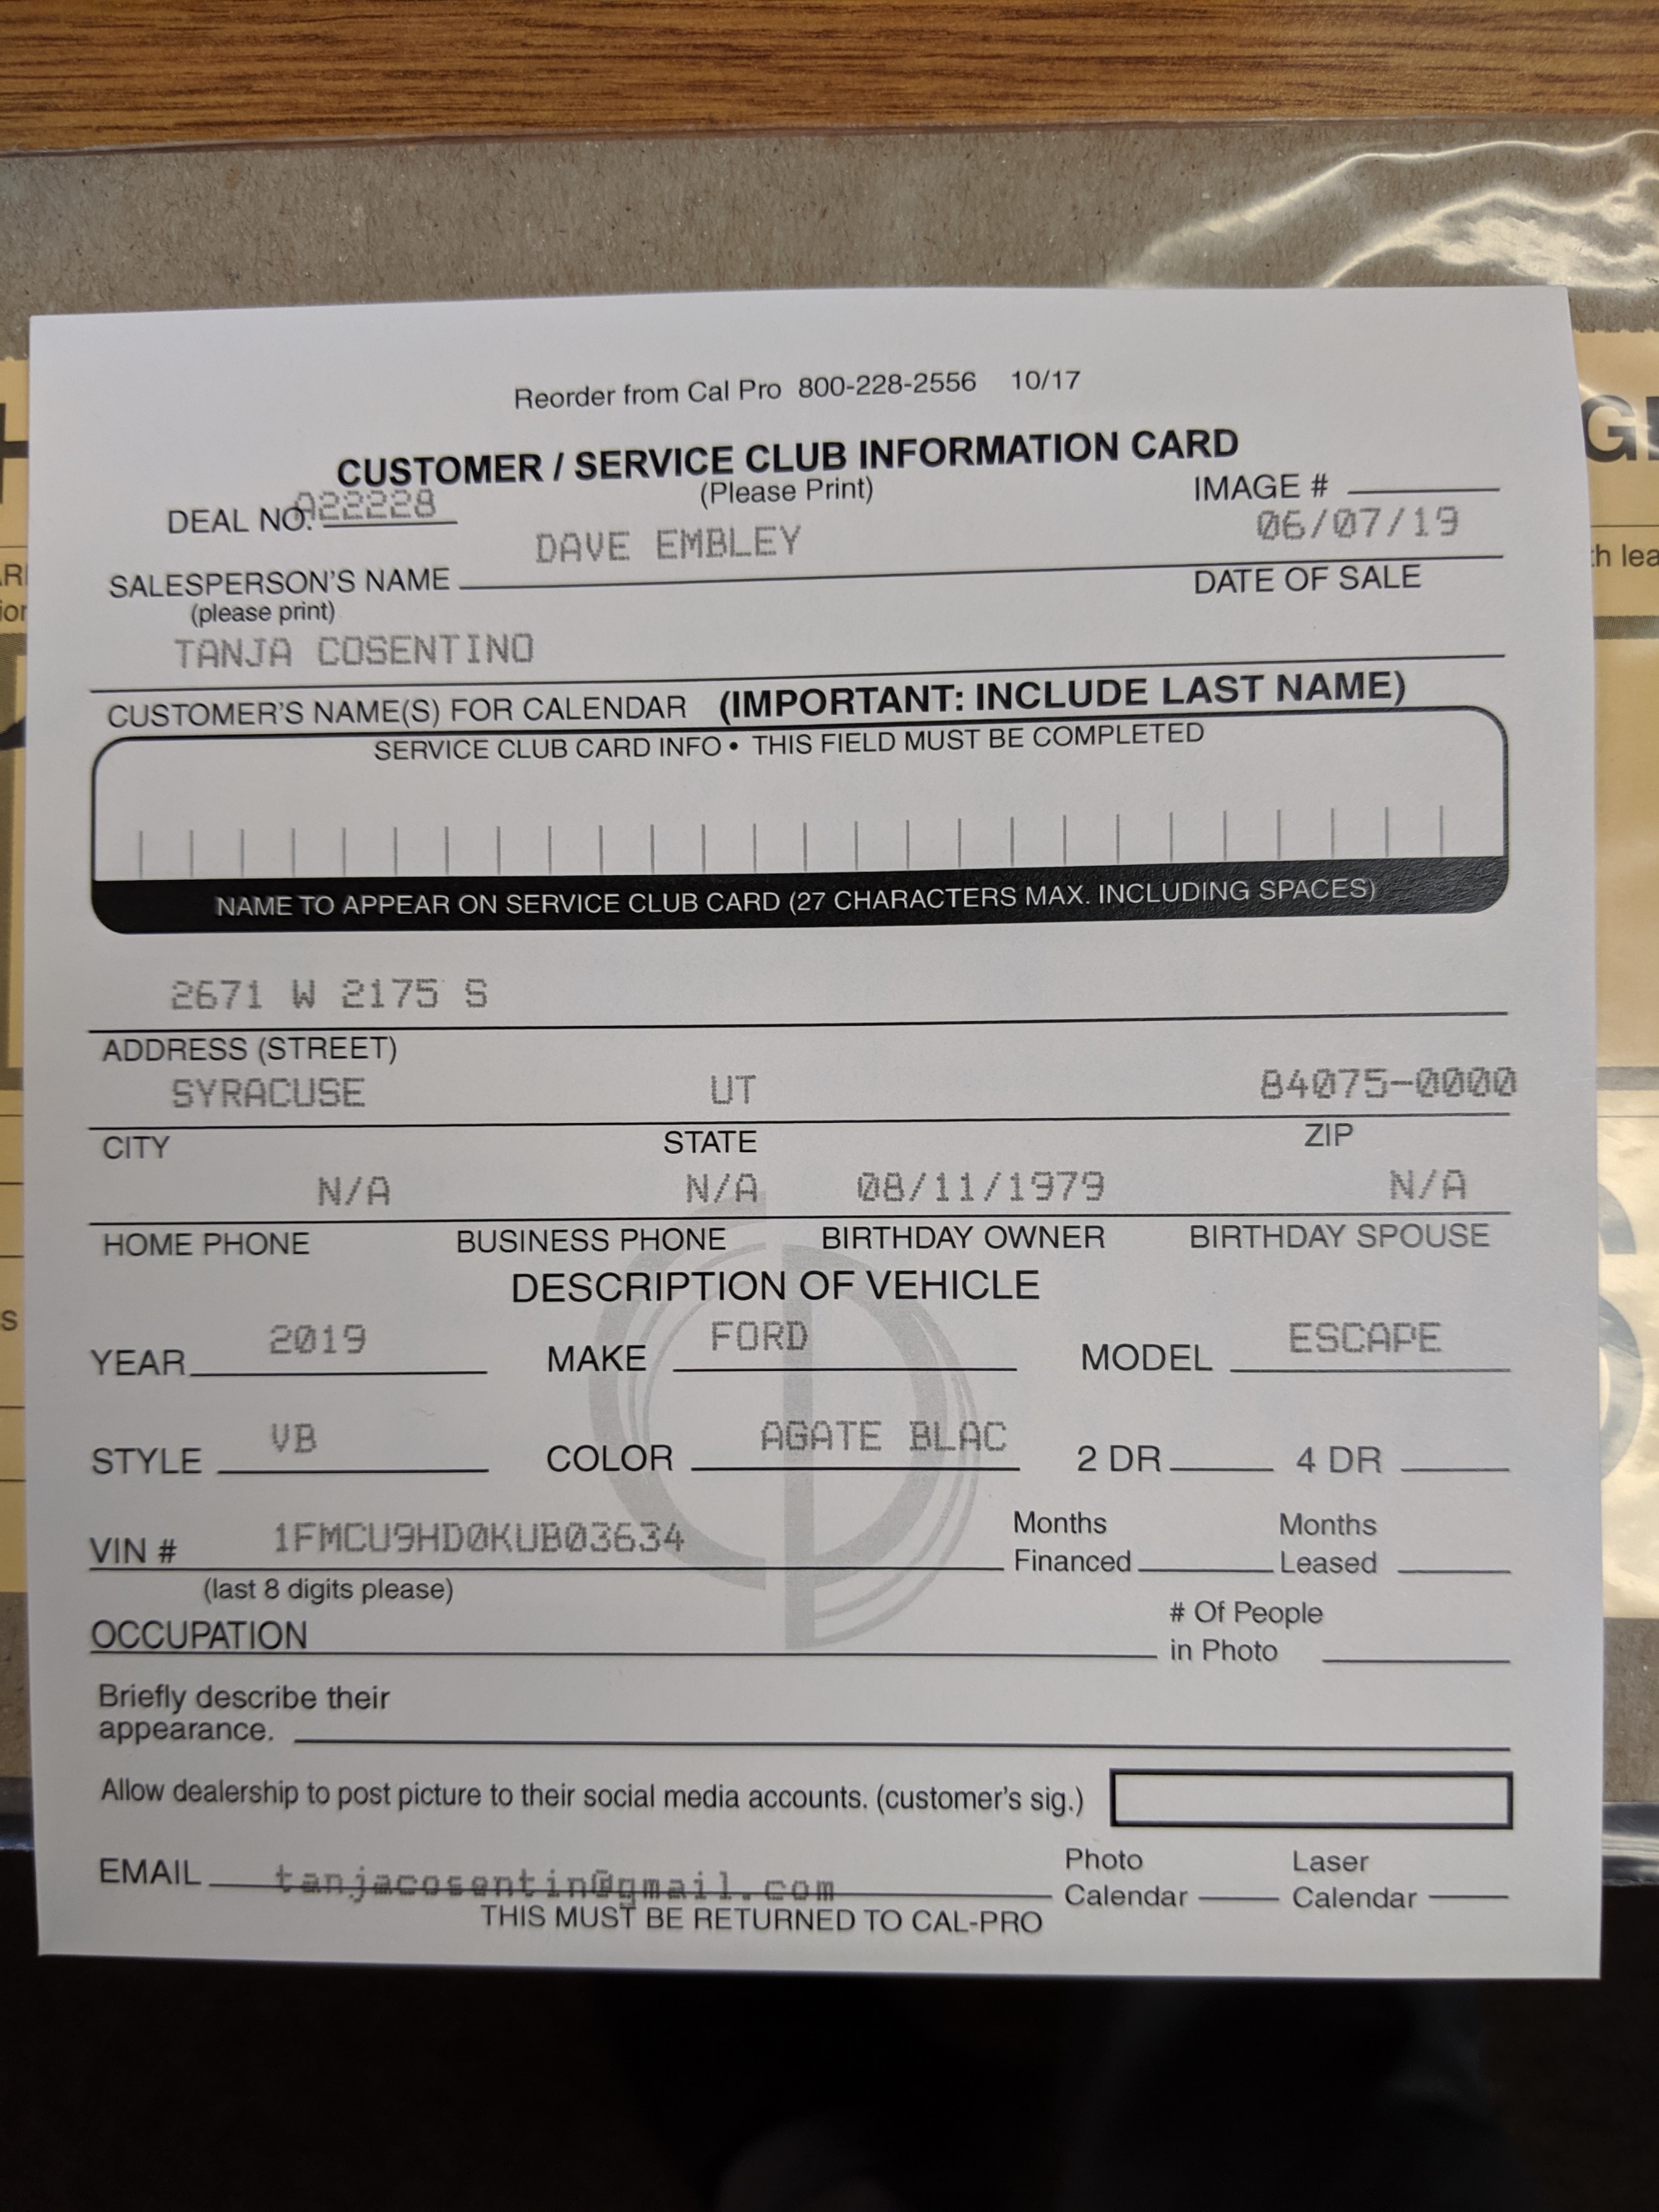 Reorder from Cal Pro 800-228-2556 10/17
CUSTOMER / SERVICE CLUB INFORMATION CARD
(Please Print)
DEAL NO. A22228
IMAGE #
DAVE EMBLEY 06/07/19
SALESPERSON'S NAME DATE OF SALE
(please print)
TANJA COSENTINO
CUSTOMER'S NAME(S) FOR CALENDAR (IMPORTANT: INCLUDE LAST NAME)
SERVICE CLUB CARD INFO • THIS FIELD MUST BE COMPLETED
NAME TO APPEAR ON SERVICE CLUB CARD (27 CHARACTERS MAX. INCLUDING SPACES)
2671 W 2175 S
ADDRESS (STREET)
SYRACUSE UT 84075-0000
CITY STATE ZIP
N/A N/A 08/11/1979 N/A
HOME PHONE BUSINESS PHONE BIRTHDAY OWNER BIRTHDAY SPOUSE
DESCRIPTION OF VEHICLE
YEAR 2019 MAKE FORD MODEL ESCAPE
STYLE VB COLOR AGATE BLAC 2 DR 4 DR
VIN # 1FMCU9HD0KUB03634 Months Financed Months Leased
(last 8 digits please)
OCCUPATION # Of People in Photo
Briefly describe their
appearance.
Allow dealership to post picture to their social media accounts. (customer's sig.)
EMAIL tanjacosentin@gmail.com Photo Calendar Laser Calendar
THIS MUST BE RETURNED TO CAL-PRO